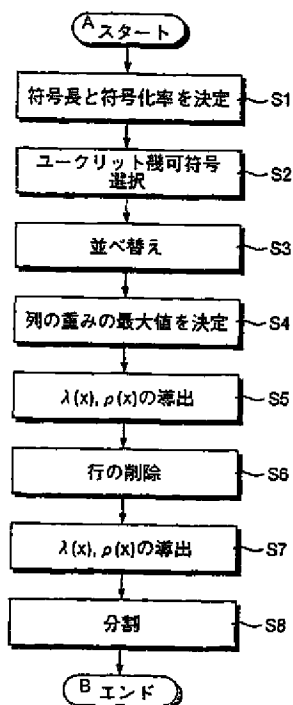 A スタート
符号長と符号化率を決定 S1
ユークリット幾可符号
選択 S2
並べ替え S3
列の重みの最大値を決定 S4
λ(x), ρ(x)の導出 S5
行の削除 S6
λ(x), ρ(x)の導出 S7
分割 S8
B エンド